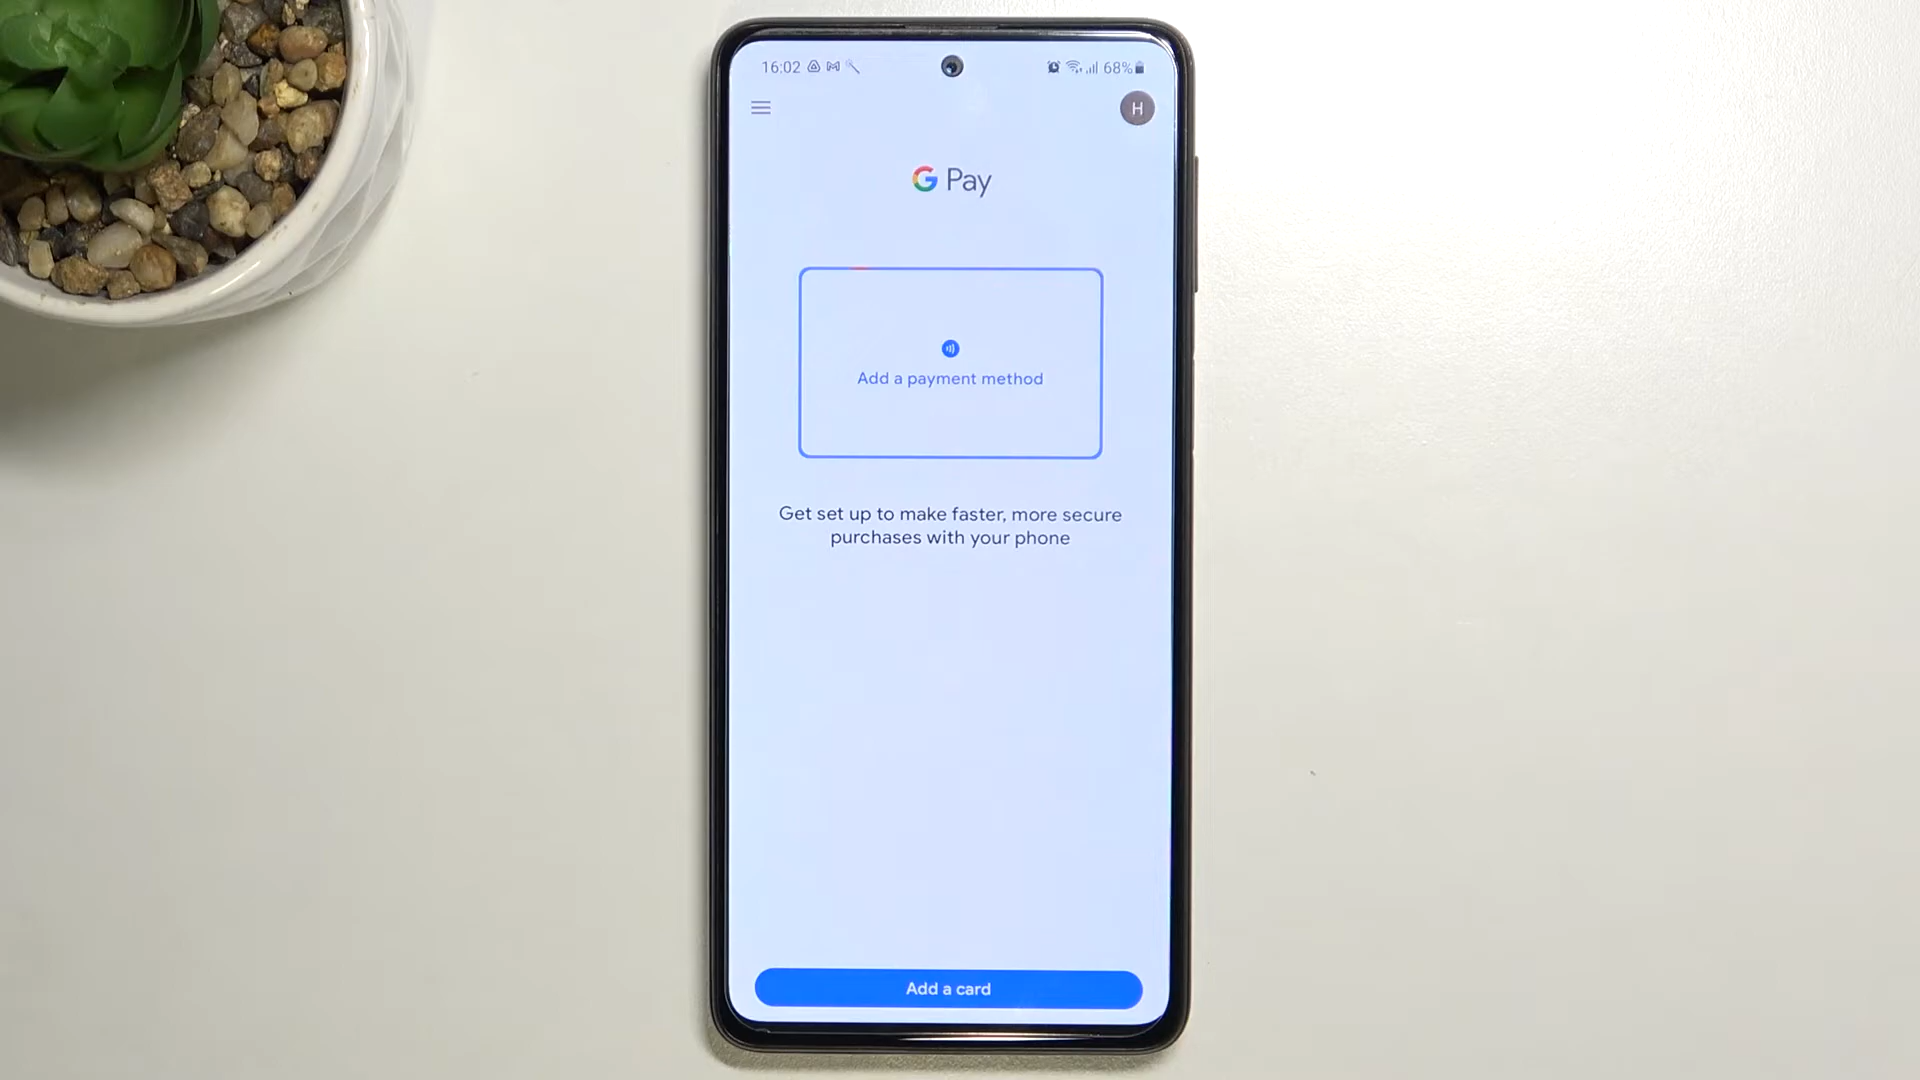 16:02 68%
H
G Pay
Add a payment method
Get set up to make faster, more secure
purchases with your phone
Add a card